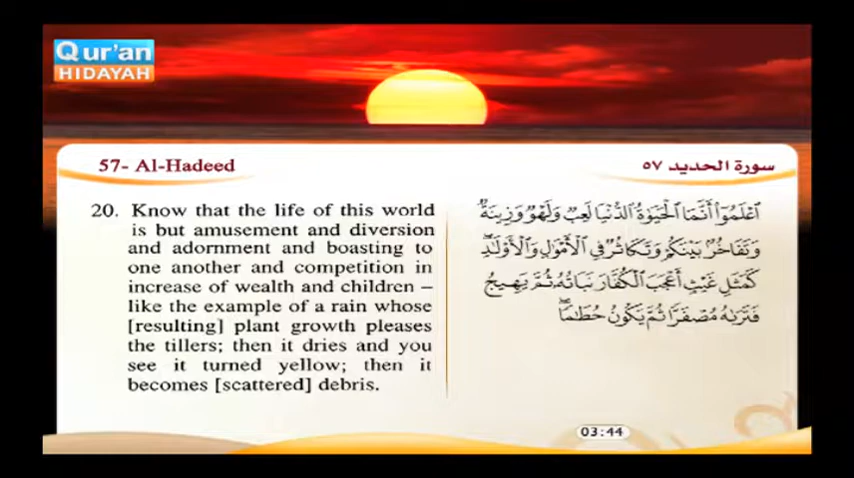 Qur'an
HIDAYAH
57- Al-Hadeed
سورة الحديد ٥٧
20. Know that the life of this world
is but amusement and diversion
and adornment and boasting to
one another and competition in
increase of wealth and children –
like the example of a rain whose
[resulting] plant growth pleases
the tillers; then it dries and you
see it turned yellow; then it
becomes [scattered] debris.
ٱعۡلَمُوٓاْ أَنَّمَا ٱلۡحَيَوٰةُ ٱلدُّنۡيَا لَعِبٞ وَلَهۡوٞ وَزِينَةٞ
وَتَفَاخُرُۢ بَيۡنَكُمۡ وَتَكَاثُرٞ فِي ٱلۡأَمۡوَٰلِ وَٱلۡأَوۡلَٰدِۖ
كَمَثَلِ غَيۡثٍ أَعۡجَبَ ٱلۡكُفَّارَ نَبَاتُهُۥ ثُمَّ يَهِيجُ
فَتَرَىٰهُ مُصۡفَرّٗا ثُمَّ يَكُونُ حُطَٰمٗاۖ
03:44